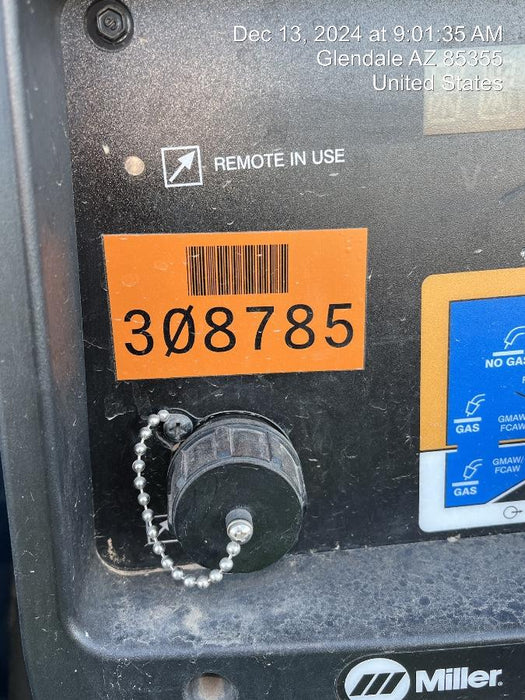 Dec 13, 2024 at 9:01:35 AM
Glendale AZ 85355
United States
REMOTE IN USE
308785
NO GAS
GAS
GMAW/
FCAW
GAS
GMAW/
FCAW
Miller